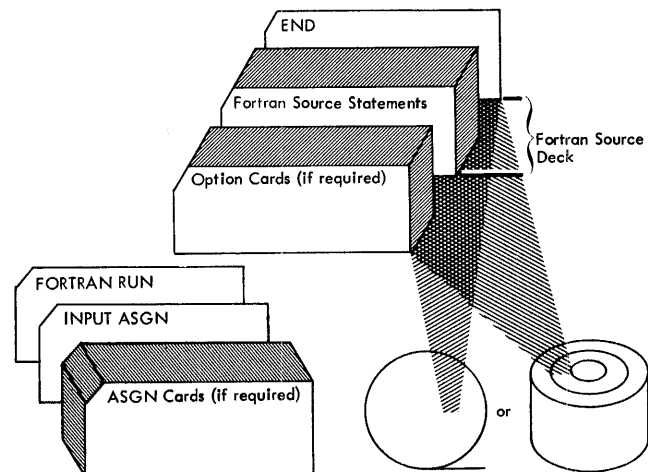 END
Fortran Source Statements
Fortran Source
Deck
Option Cards (if required)
FORTRAN RUN
INPUT ASGN
ASGN Cards (if required)
or